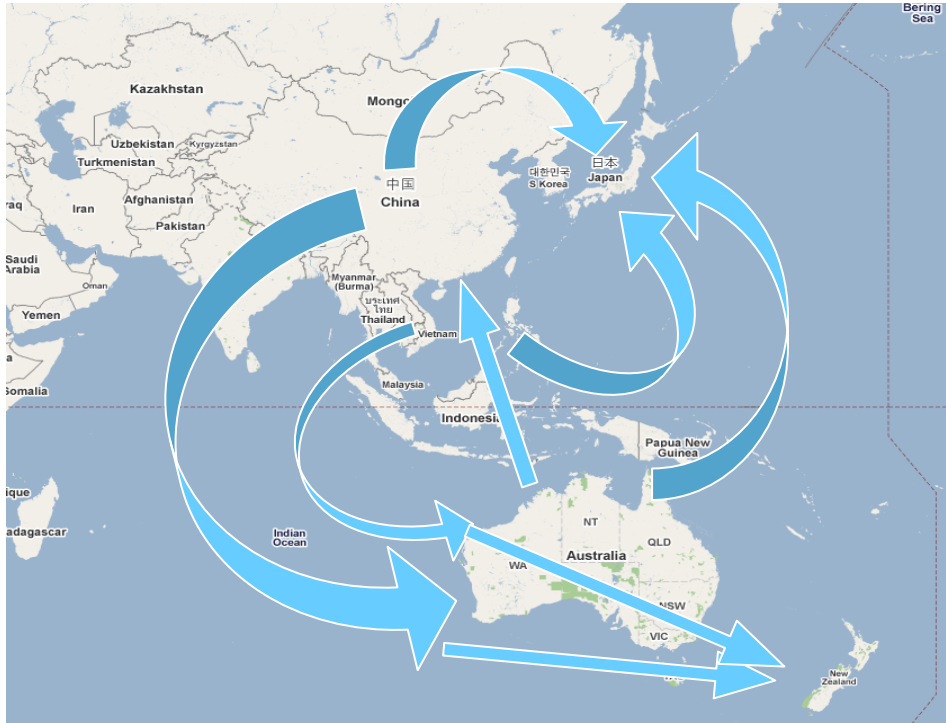 Bering
Sea
Kazakhstan
Mongo
Uzbekistan
Kyrgyzstan
Turkmenistan
日本
Japan
대한민국
S Korea
中国
China
Afghanistan
Iran
raq
Pakistan
Saudi
Arabia
Oman
Myanmar
(Burma)
ประเทศ
ไทย
Thailand
Yemen
Vietnam
a
Malaysia
Somalia
Indonesia
Papua New
Guinea
ique
adagascar
Indian
Ocean
NT
QLD
Australia
WA
NSW
VIC
New
Zealand